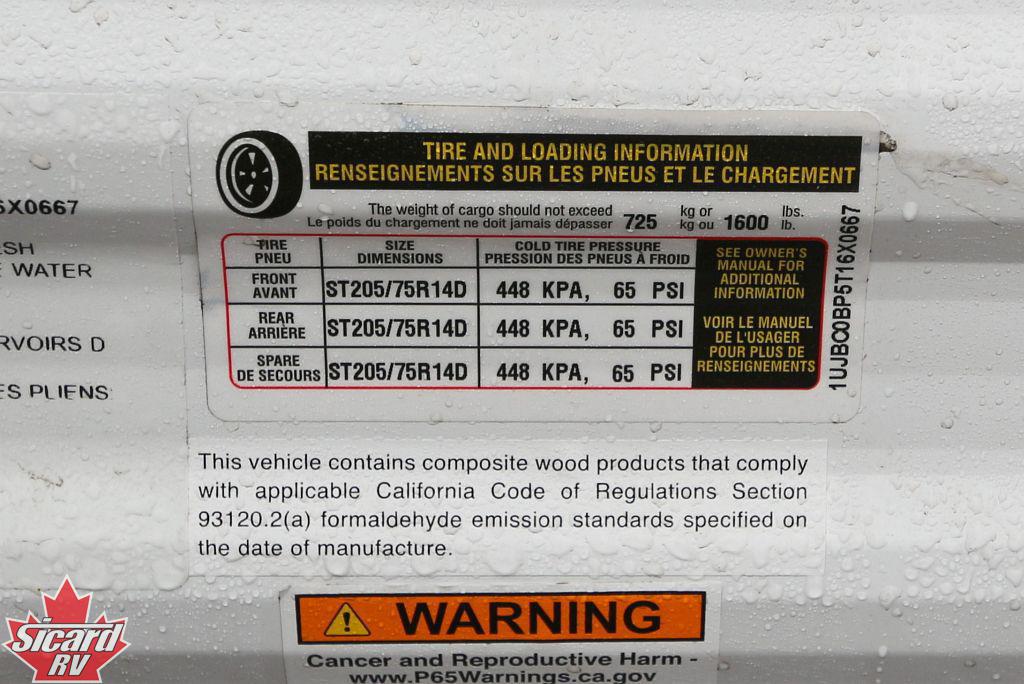 6X0667
ESH
E WATER
RVOIRS D
ES PLIENS
TIRE AND LOADING INFORMATION
RENSEIGNEMENTS SUR LES PNEUS ET LE CHARGEMENT
The weight of cargo should not exceed
Le poids du chargement ne doit jamais dépasser 725 kg or kg ou 1600 lbs. lb.
TIRE PNEU
SIZE DIMENSIONS
COLD TIRE PRESSURE
PRESSION DES PNEUS À FROID
FRONT AVANT ST205/75R14D 448 KPA, 65 PSI
REAR ARRIÈRE ST205/75R14D 448 KPA, 65 PSI
SPARE DE SECOURS ST205/75R14D 448 KPA, 65 PSI
SEE OWNER'S
MANUAL FOR
ADDITIONAL
INFORMATION
VOIR LE MANUEL
DE L'USAGER
POUR PLUS DE
RENSEIGNEMENTS
1UJBC0BP5T16X0667
This vehicle contains composite wood products that comply
with applicable California Code of Regulations Section
93120.2(a) formaldehyde emission standards specified on
the date of manufacture.
WARNING
Cancer and Reproductive Harm -
www.P65Warnings.ca.gov
Sicard
RV